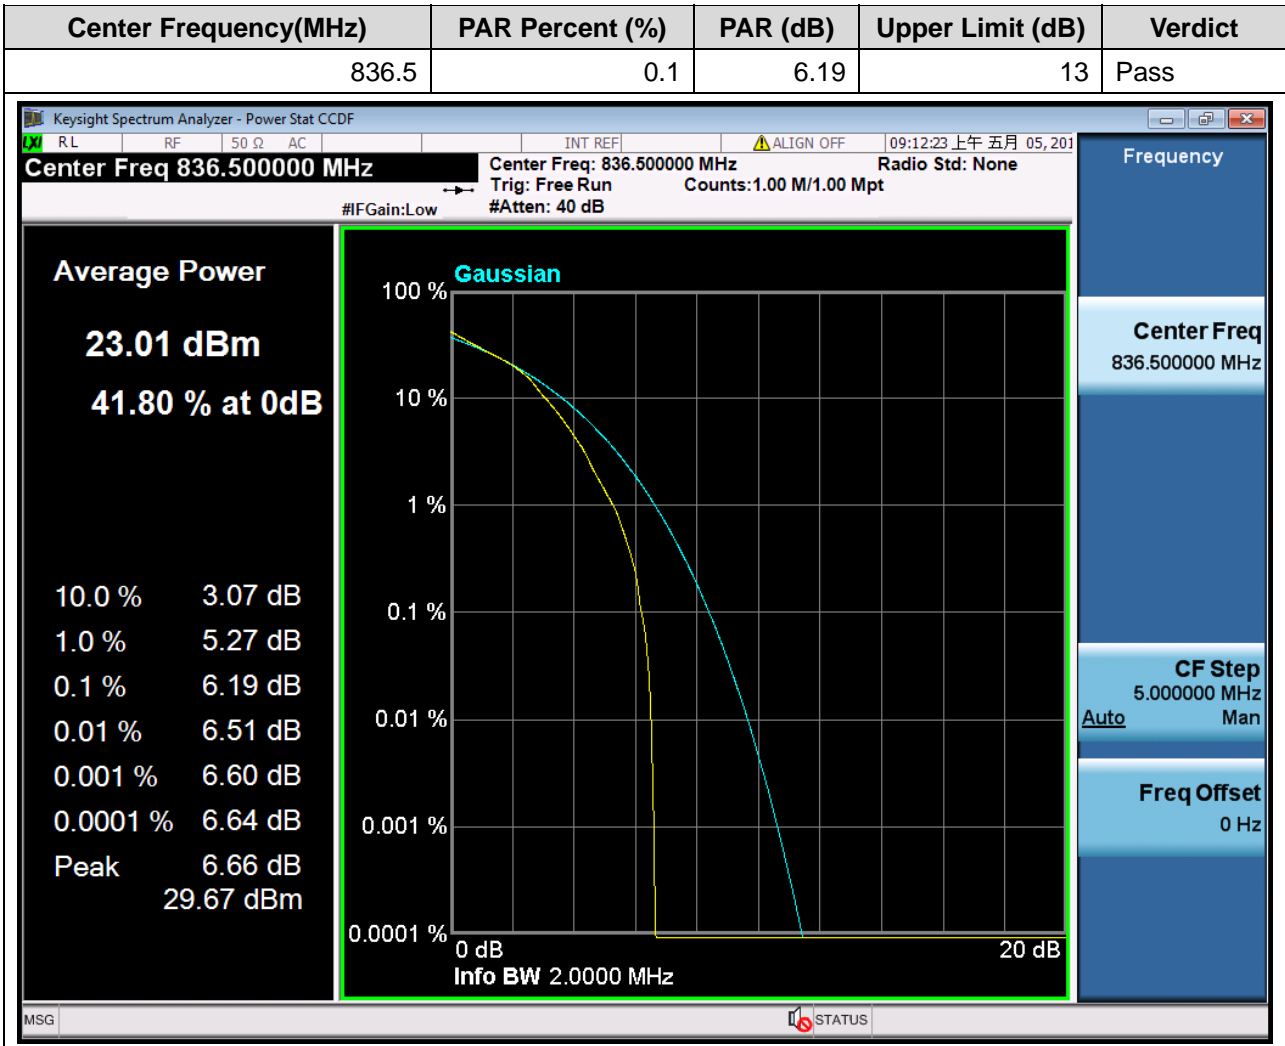 Center Frequency(MHz) PAR Percent (%) PAR (dB) Upper Limit (dB) Verdict
836.5 0.1 6.19 13 Pass
Keysight Spectrum Analyzer - Power Stat CCDF
LXI RL RF 50 Ω AC INT REF ALIGN OFF 09:12:23 上午 五月 05, 201
Center Freq 836.500000 MHz
Center Freq: 836.500000 MHz Radio Std: None
Trig: Free Run Counts:1.00 M/1.00 Mpt
#IFGain:Low #Atten: 40 dB
Average Power
23.01 dBm
41.80 % at 0dB
10.0 % 3.07 dB
1.0 % 5.27 dB
0.1 % 6.19 dB
0.01 % 6.51 dB
0.001 % 6.60 dB
0.0001 % 6.64 dB
Peak 6.66 dB
29.67 dBm
Gaussian
100 %
10 %
1 %
0.1 %
0.01 %
0.001 %
0.0001 %
0 dB 20 dB
Info BW 2.0000 MHz
Frequency
Center Freq
836.500000 MHz
CF Step
5.000000 MHz
Auto Man
Freq Offset
0 Hz
MSG STATUS